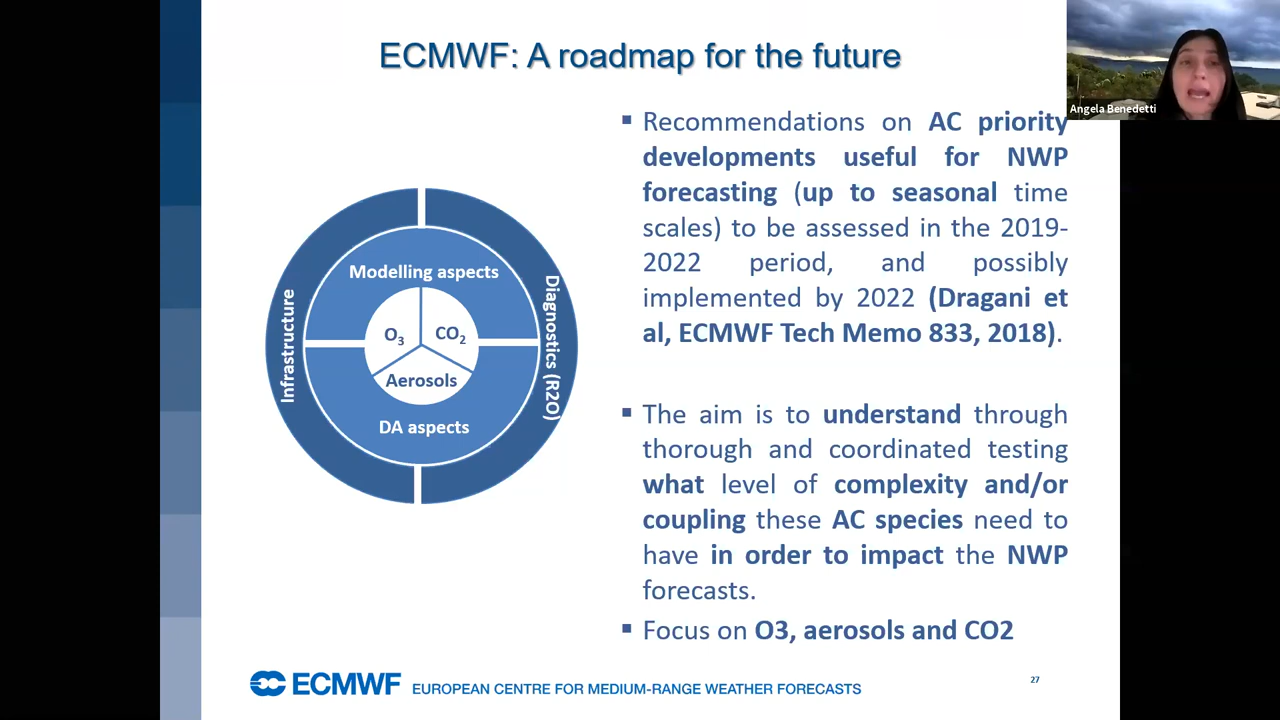 ECMWF: A roadmap for the future
Angela Benedetti
▪ Recommendations on AC priority
developments useful for NWP
forecasting (up to seasonal time
scales) to be assessed in the 2019-
2022 period, and possibly
implemented by 2022 (Dragani et
al, ECMWF Tech Memo 833, 2018).
▪ The aim is to understand through
thorough and coordinated testing
what level of complexity and/or
coupling these AC species need to
have in order to impact the NWP
forecasts.
▪ Focus on O3, aerosols and CO2
Infrastructure
Modelling aspects
O₃
CO₂
Aerosols
DA aspects
Diagnostics (R2O)
ECMWF EUROPEAN CENTRE FOR MEDIUM-RANGE WEATHER FORECASTS
27